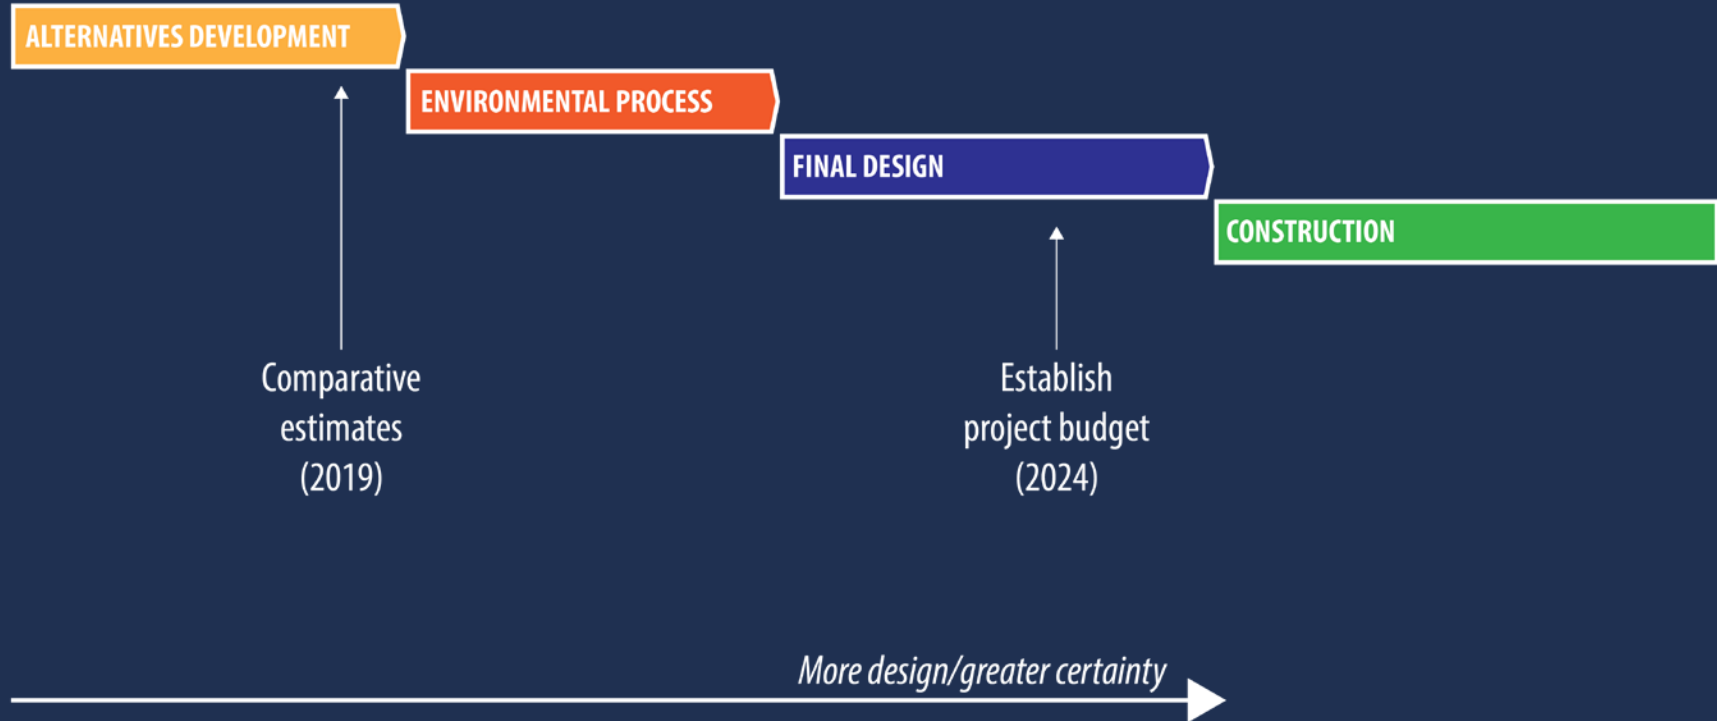 ALTERNATIVES DEVELOPMENT
ENVIRONMENTAL PROCESS
FINAL DESIGN
CONSTRUCTION
Comparative
estimates
(2019)
Establish
project budget
(2024)
More design/greater certainty